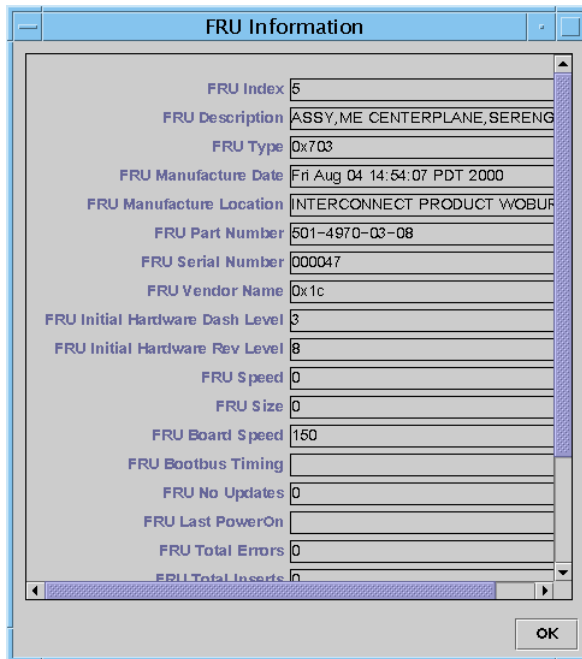 FRU Information
FRU Index 5
FRU Description ASSY,ME CENTERPLANE,SERENG
FRU Type 0x703
FRU Manufacture Date Fri Aug 04 14:54:07 PDT 2000
FRU Manufacture Location INTERCONNECT PRODUCT WOBUR
FRU Part Number 501-4970-03-08
FRU Serial Number 000047
FRU Vendor Name 0x1c
FRU Initial Hardware Dash Level 3
FRU Initial Hardware Rev Level 8
FRU Speed 0
FRU Size 0
FRU Board Speed 150
FRU Bootbus Timing
FRU No Updates 0
FRU Last PowerOn
FRU Total Errors 0
FRU Total Inserts 0
OK